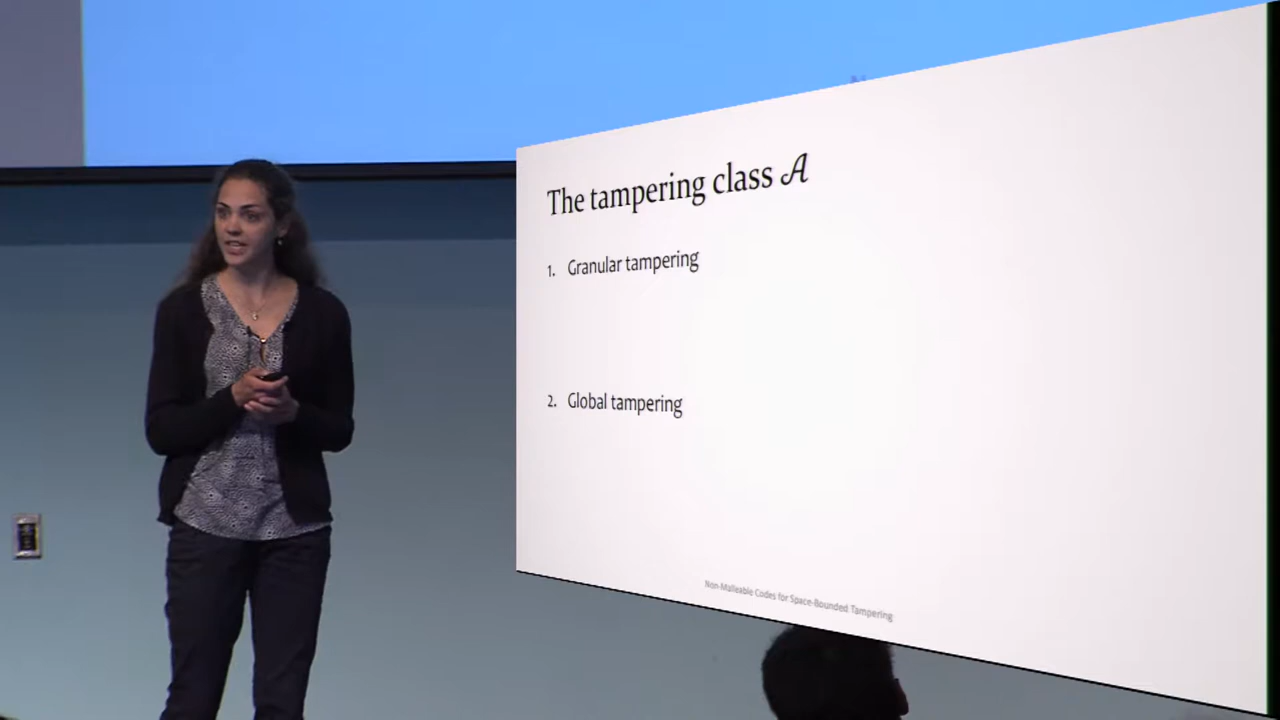 The tampering class 𝒜
1. Granular tampering
2. Global tampering
Non-Malleable Codes for Space-Bounded Tampering